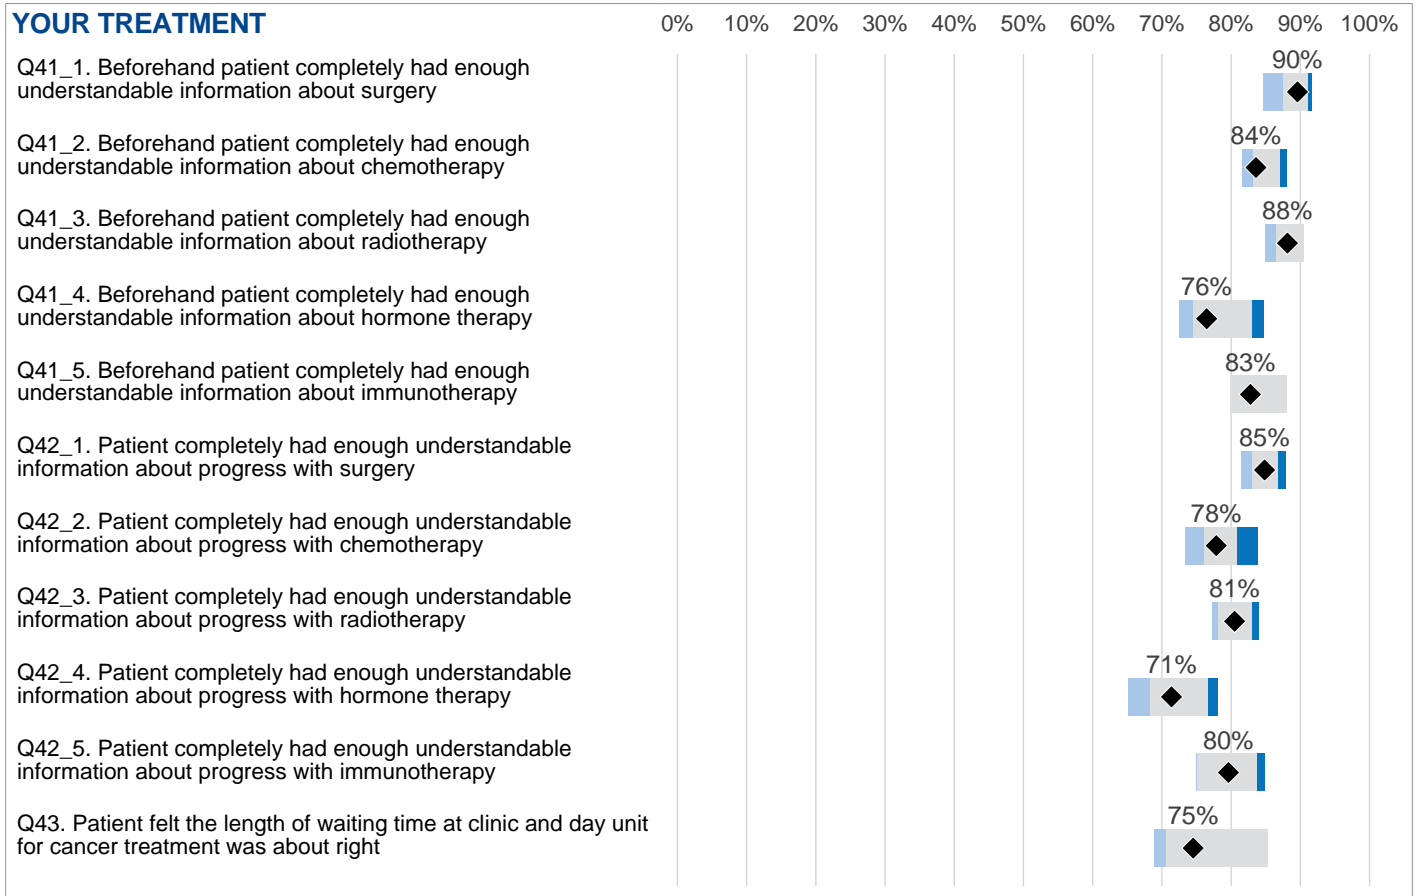 YOUR TREATMENT
0% 10% 20% 30% 40% 50% 60% 70% 80% 90% 100%
Q41_1. Beforehand patient completely had enough
understandable information about surgery
90%
Q41_2. Beforehand patient completely had enough
understandable information about chemotherapy
84%
Q41_3. Beforehand patient completely had enough
understandable information about radiotherapy
88%
Q41_4. Beforehand patient completely had enough
understandable information about hormone therapy
76%
Q41_5. Beforehand patient completely had enough
understandable information about immunotherapy
83%
Q42_1. Patient completely had enough understandable
information about progress with surgery
85%
Q42_2. Patient completely had enough understandable
information about progress with chemotherapy
78%
Q42_3. Patient completely had enough understandable
information about progress with radiotherapy
81%
Q42_4. Patient completely had enough understandable
information about progress with hormone therapy
71%
Q42_5. Patient completely had enough understandable
information about progress with immunotherapy
80%
Q43. Patient felt the length of waiting time at clinic and day unit
for cancer treatment was about right
75%